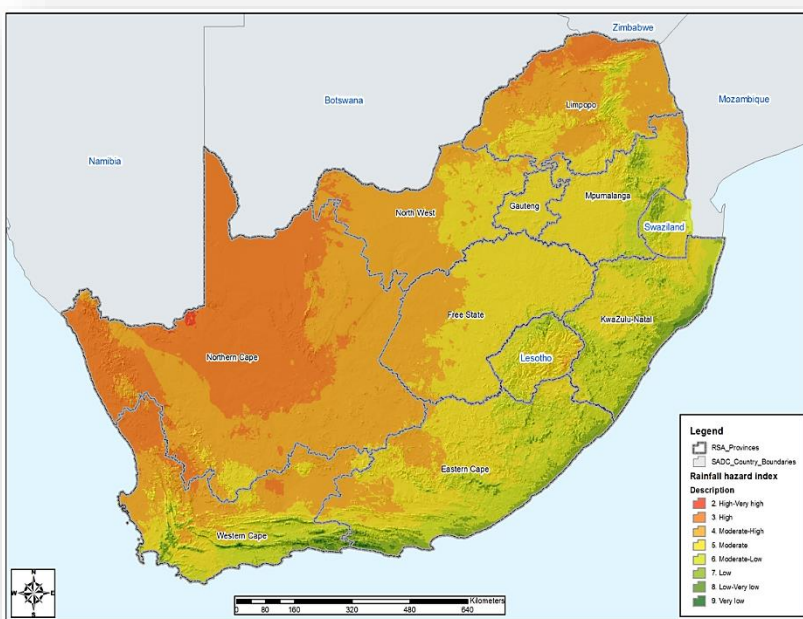 Zimbabwe
Botswana
Mozambique
Limpopo
Namibia
North West
Gauteng
Mpumalanga
Swaziland
Free State
KwaZulu-Natal
Northern Cape
Lesotho
Eastern Cape
Western Cape
Legend
RSA_Provinces
SADC_Country_Boundaries
Rainfall hazard index
Description
2. High-Very high
3. High
4. Moderate-High
5. Moderate
6. Moderate-Low
7. Low
8. Low-Very low
9. Very low
N
W E
S
Kilometers
0 80 160 320 480 640